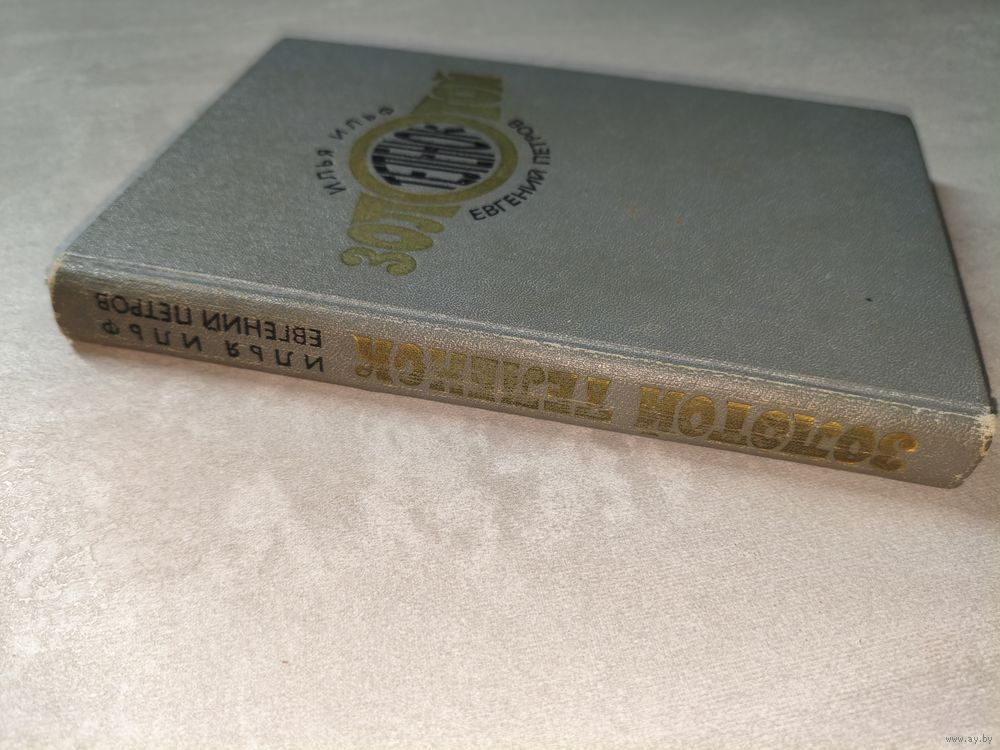 ИЛЬЯ ИЛЬФ
ЗОЛОТОЙ
ТЕЛЕНОК
ЕВГЕНИЙ ПЕТРОВ
ИЛЬЯ ИЛЬФ
ЕВГЕНИЙ ПЕТРОВ
ЗОЛОТОЙ ТЕЛЕНОК
www.ay.by